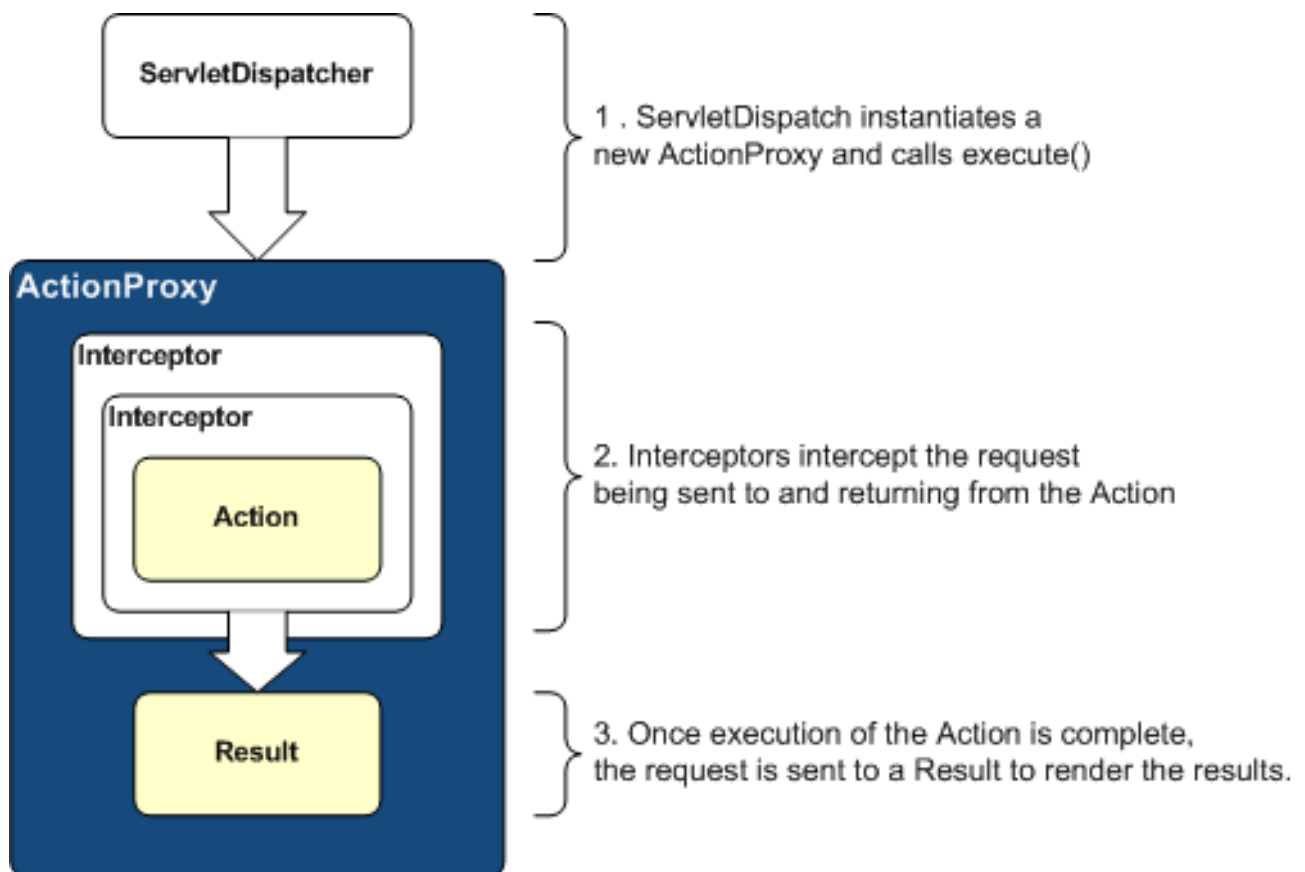 ServletDispatcher
1 . ServletDispatch instantiates a
new ActionProxy and calls execute()
ActionProxy
Interceptor
Interceptor
Action
2. Interceptors intercept the request
being sent to and returning from the Action
Result
3. Once execution of the Action is complete,
the request is sent to a Result to render the results.